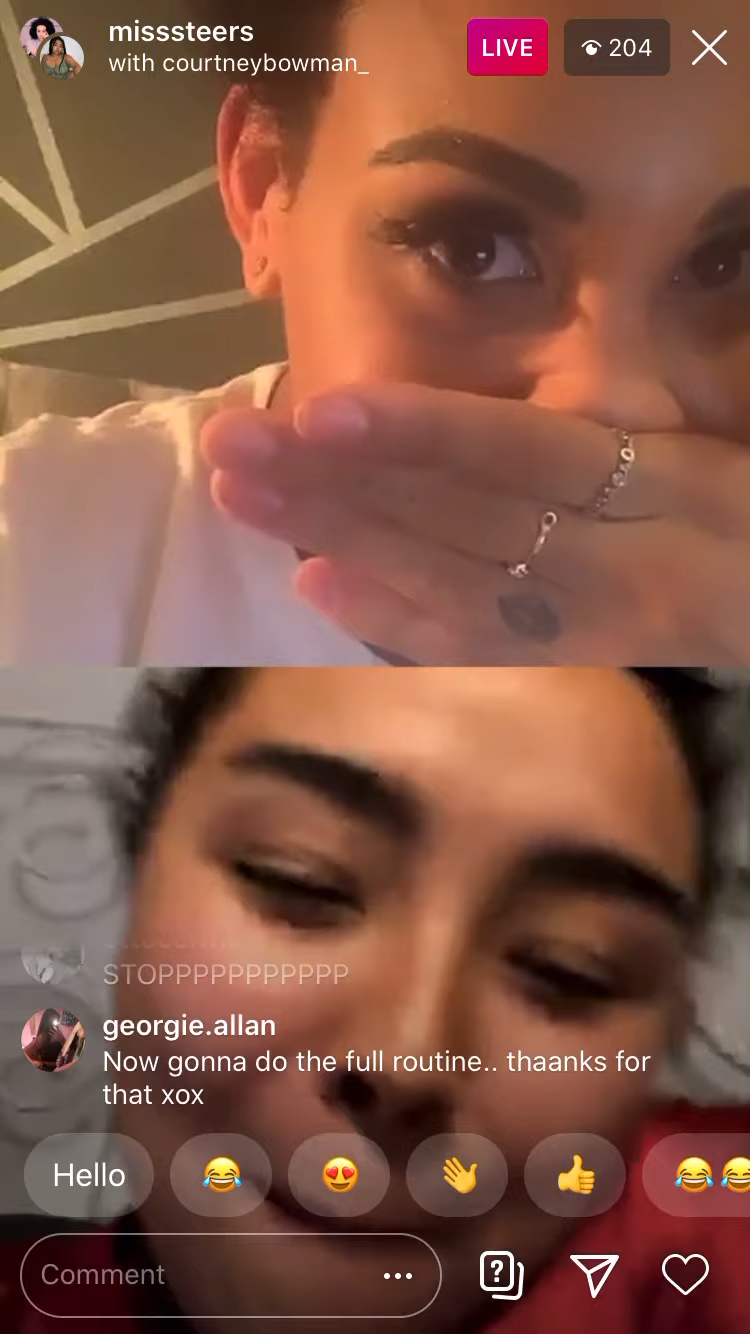 misssteers
LIVE
204
with courtneybowman_
STOPPPPPPPPPPP
georgie.allan
Now gonna do the full routine.. thaanks for
that xox
Hello
Comment